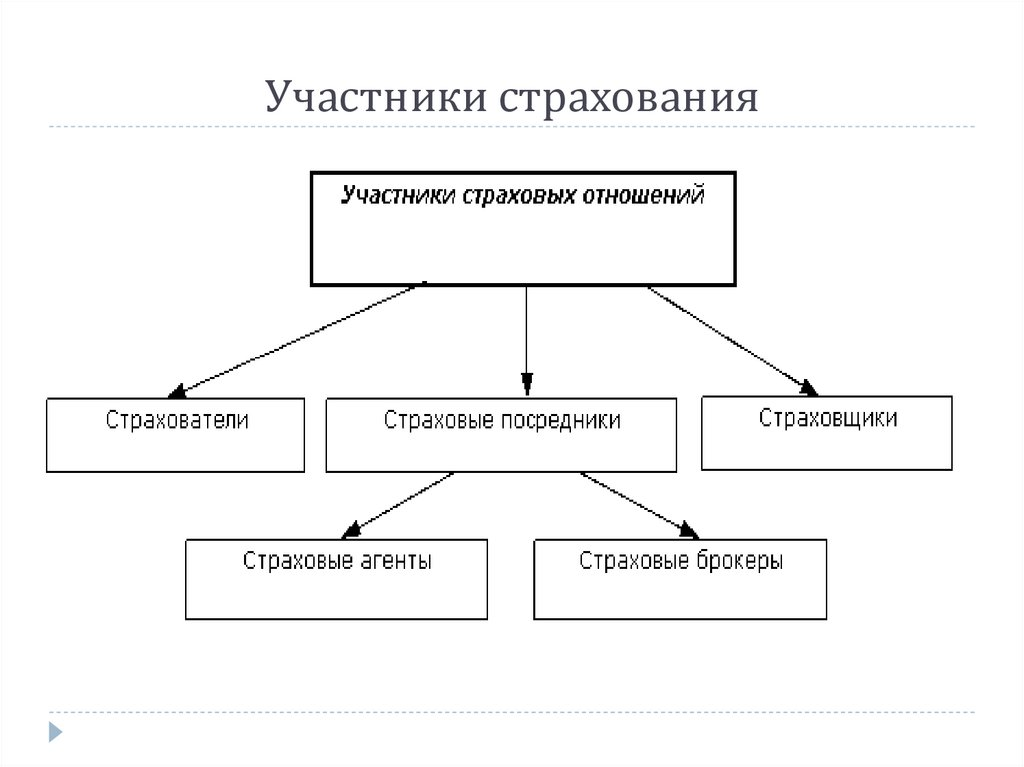 Участники страхования
Участники страховых отношений
Страхователи
Страховые посредники
Страховщики
Страховые агенты
Страховые брокеры